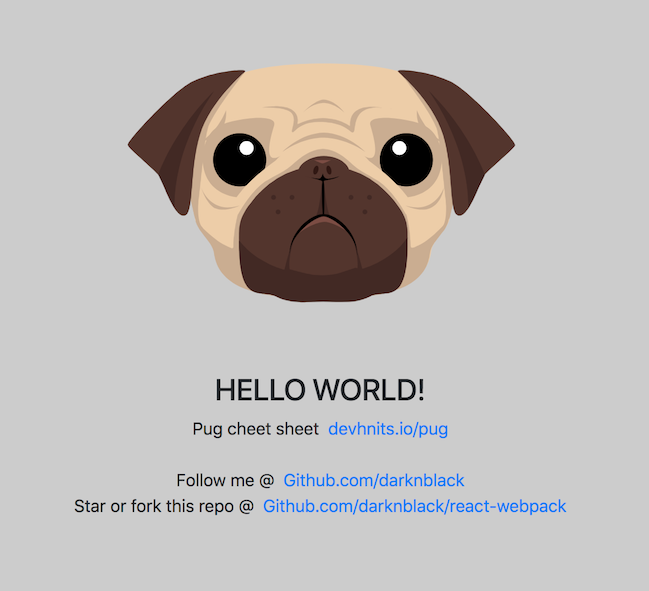 HELLO WORLD!
Pug cheet sheet devhnits.io/pug
Follow me @ Github.com/darknblack
Star or fork this repo @ Github.com/darknblack/react-webpack